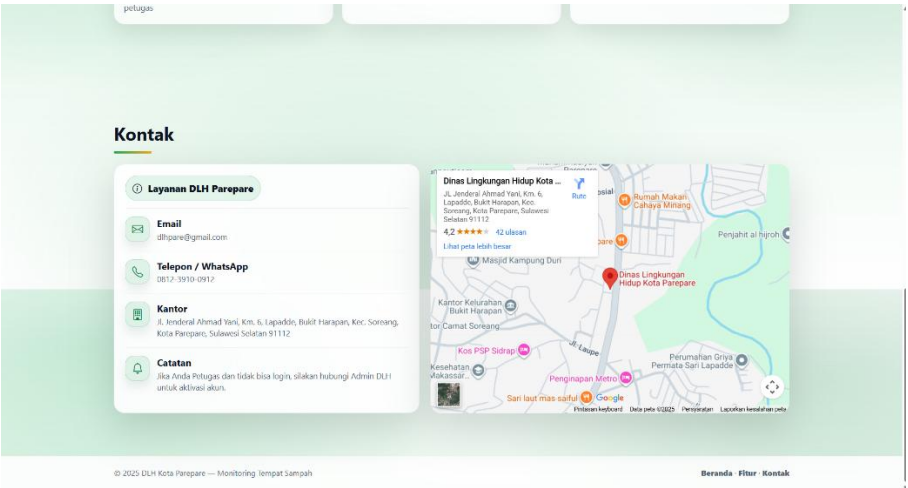 petugas
Kontak
Layanan DLH Parepare
Email
dlhpare@gmail.com
Telepon / WhatsApp
0812-3910-0912
Kantor
Jl. Jenderal Ahmad Yani, Km. 6, Lapadde, Bukit Harapan, Kec. Soreang,
Kota Parepare, Sulawesi Selatan 91112
Catatan
Jika Anda Petugas dan tidak bisa login, silakan hubungi Admin DLH
untuk aktivasi akun.
Dinas Lingkungan Hidup Kota ...
Jl. Jenderal Ahmad Yani, Km. 6,
Lapadde, Bukit Harapan, Kec.
Soreang, Kota Parepare, Sulawesi
Selatan 91112
Rute
4,2 42 ulasan
Lihat peta lebih besar
Rumah Makan
Cahaya Minang
Penjahit al hijroh
Masjid Kampung Duri
Dinas Lingkungan
Hidup Kota Parepare
Kantor Kelurahan
Bukit Harapan
tor Camat Soreang
Jl. Laupe
Kos PSP Sidrap
Perumahan Griya
Permata Sari Lapadde
Kesehatan
Makassar...
Penginapan Metro
Sari laut mas saiful
Google
Pintasan keyboard Data peta ©2025 Persyaratan Laporkan kesalahan peta
© 2025 DLH Kota Parepare — Monitoring Tempat Sampah
Beranda · Fitur · Kontak